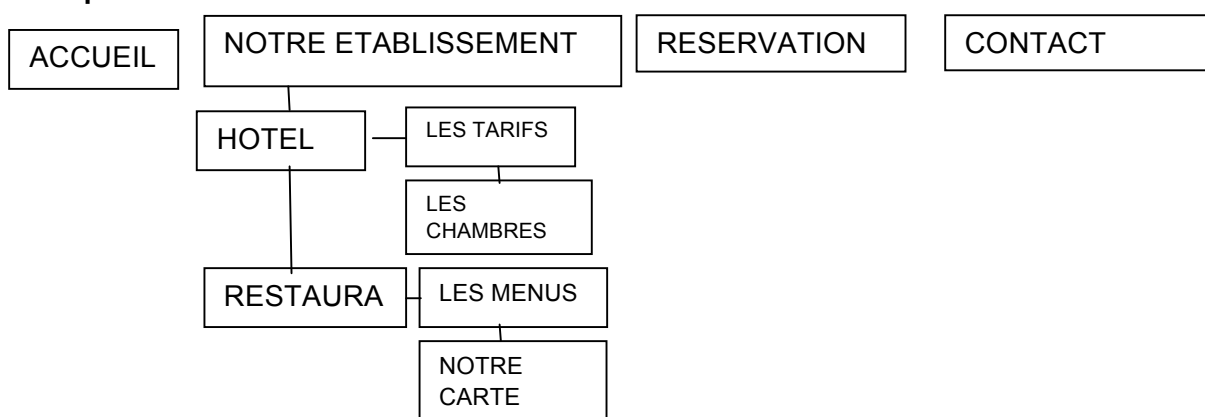 ACCUEIL
NOTRE ETABLISSEMENT
RESERVATION
CONTACT
HOTEL
LES TARIFS
LES
CHAMBRES
RESTAURA
LES MENUS
NOTRE
CARTE